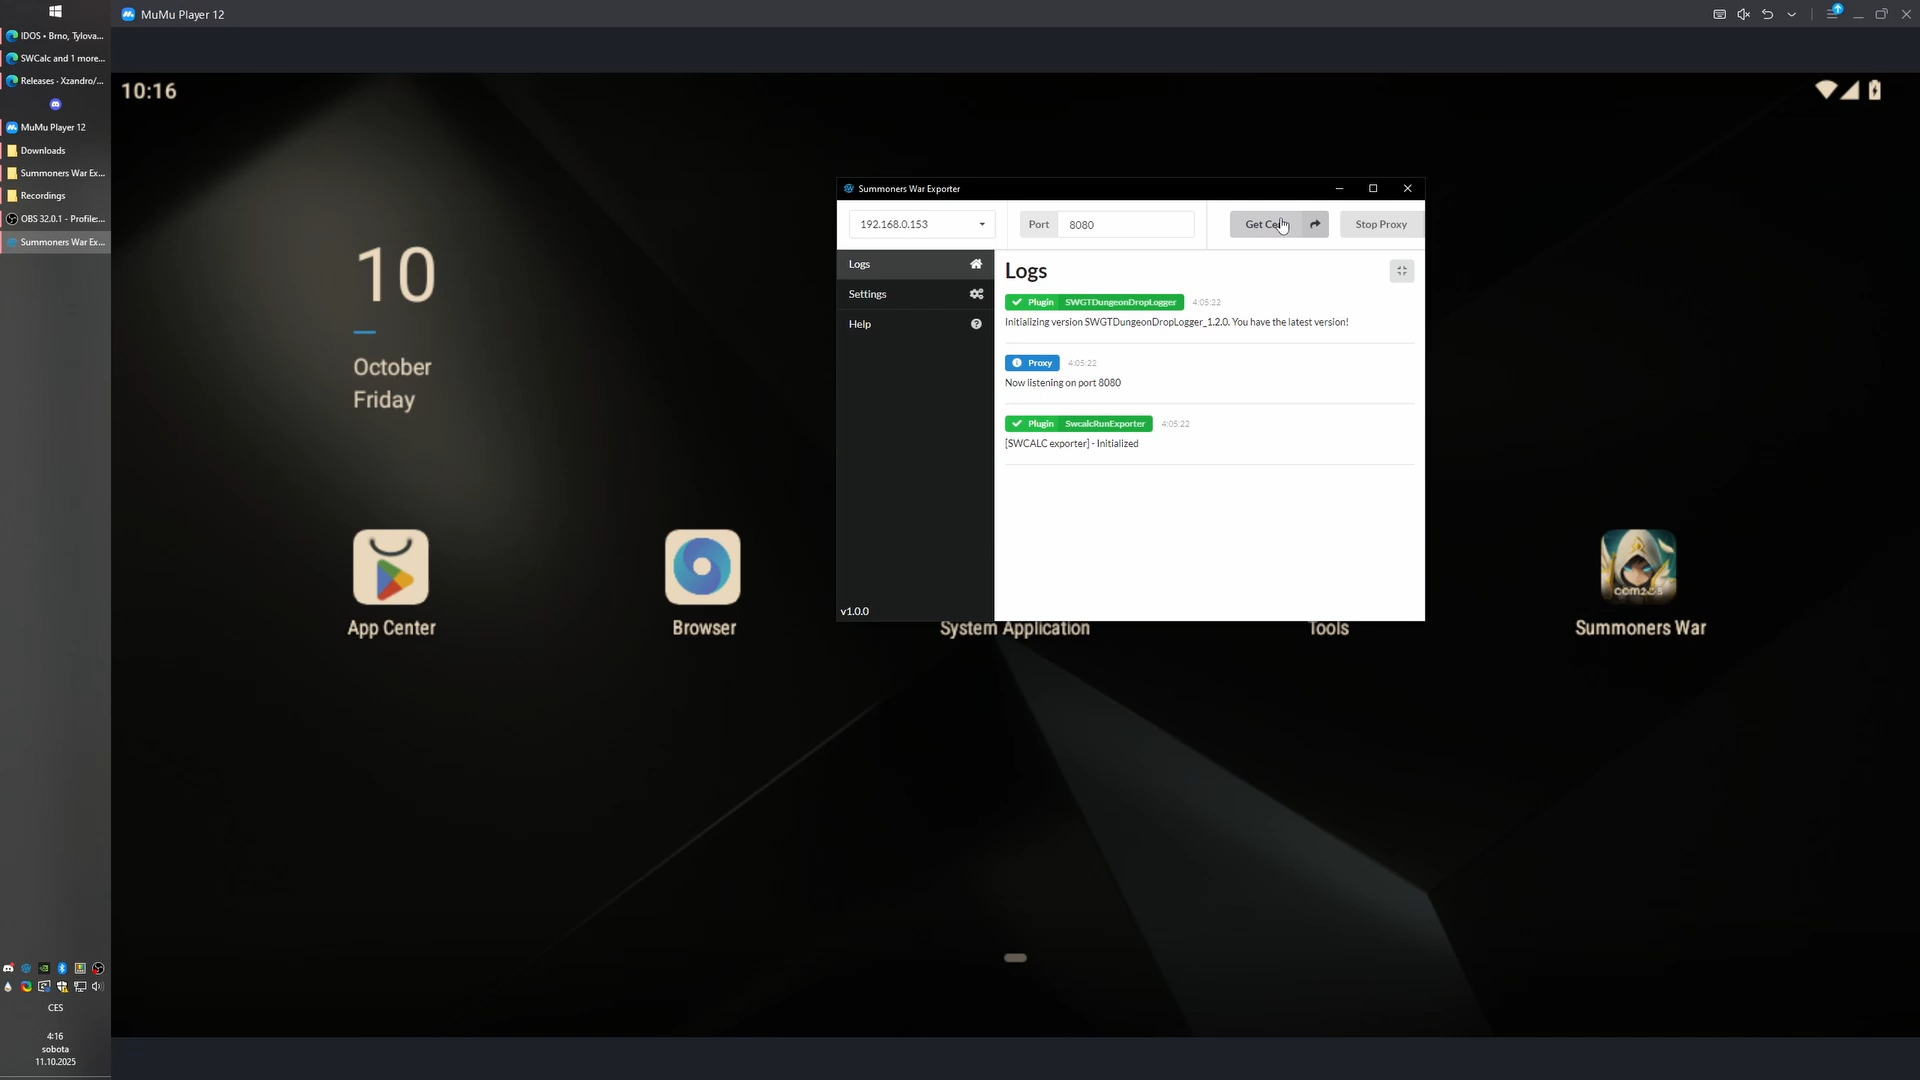 MuMu Player 12
IDOS • Brno, Tylova...
SWCalc and 1 more...
Releases · Xzandro/...
MuMu Player 12
Downloads
Summoners War Ex...
Recordings
OBS 32.0.1 - Profile:...
Summoners War Ex...
10:16
10
October
Friday
Summoners War Exporter
192.168.0.153
Port
8080
Get
Stop Proxy
Logs
Settings
Help
v1.0.0
Logs
Plugin SWGTDungeonDropLogger 4:05:22
Initializing version SWGTDungeonDropLogger_1.2.0. You have the latest version!
Proxy 4:05:22
Now listening on port 8080
Plugin SwcalcRunExporter 4:05:22
[SWCALC exporter] - Initialized
com2us
App Center
Browser
System Application
Tools
Summoners War
CES
4:16
sobota
11.10.2025